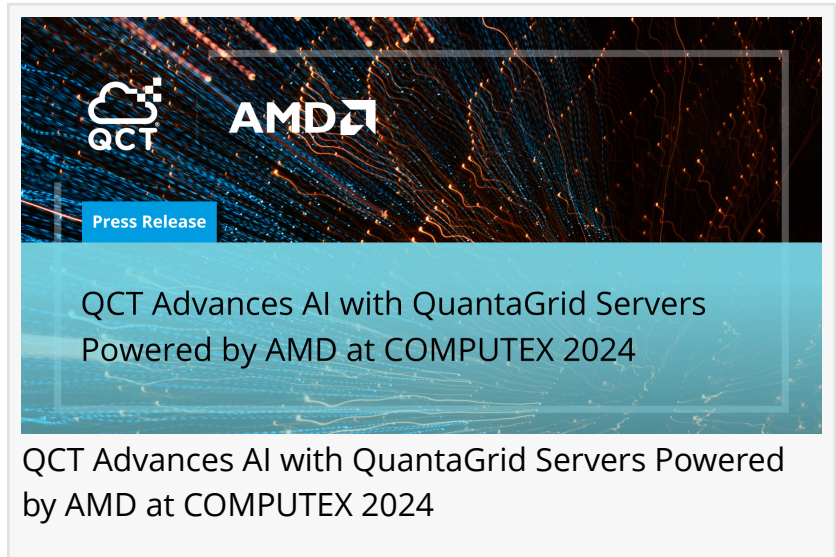 QCT
AMD
Press Release
QCT Advances AI with QuantaGrid Servers
Powered by AMD at COMPUTEX 2024
QCT Advances AI with QuantaGrid Servers Powered
by AMD at COMPUTEX 2024